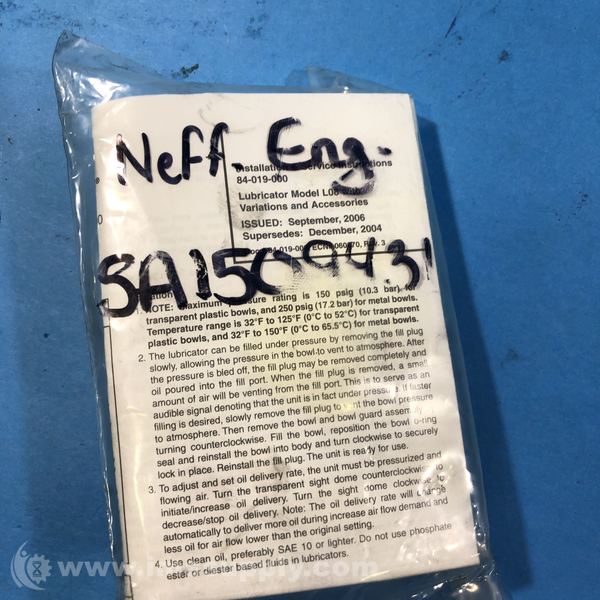 Neff. Eng.
Installation & Service Instructions
84-019-000
Lubricator Model L06 with
Variations and Accessories
ISSUED: September, 2006
Supersedes: December, 2004
Rev. 3
SA1509431
NOTE: Maximum pressure rating is 150 psig (10.3 bar) for
transparent plastic bowls, and 250 psig (17.2 bar) for metal bowls.
Temperature range is 32°F to 125°F (0°C to 52°C) for transparent
plastic bowls, and 32°F to 150°F (0°C to 65.5°C) for metal bowls.
2. The lubricator can be filled under pressure by removing the fill plug
slowly, allowing the pressure in the bowl to vent to atmosphere. After
the pressure is bled off, the fill plug may be removed completely and
oil poured into the fill port. When the fill plug is removed, a small
amount of air will be venting from the fill port. This is to serve as an
audible signal denoting that the unit is in fact under pressure. If faster
filling is desired, slowly remove the fill plug to vent the bowl pressure
to atmosphere. Then remove the bowl and bowl guard assembly
turning counterclockwise. Fill the bowl, reposition the bowl o-ring
seal and reinstall the bowl into body and turn clockwise to securely
lock in place. Reinstall the fill plug. The unit is ready for use.
3. To adjust and set oil delivery rate, the unit must be pressurized and
flowing air. Turn the transparent sight dome counterclockwise to
initiate/increase oil delivery. Turn the sight dome clockwise to
decrease/stop oil delivery. Note: The oil delivery rate will change
automatically to deliver more oil during increase air flow demand and
less oil for air flow lower than the original setting.
4. Use clean oil, preferably SAE 10 or lighter. Do not use phosphate
ester or diester based fluids in lubricators.